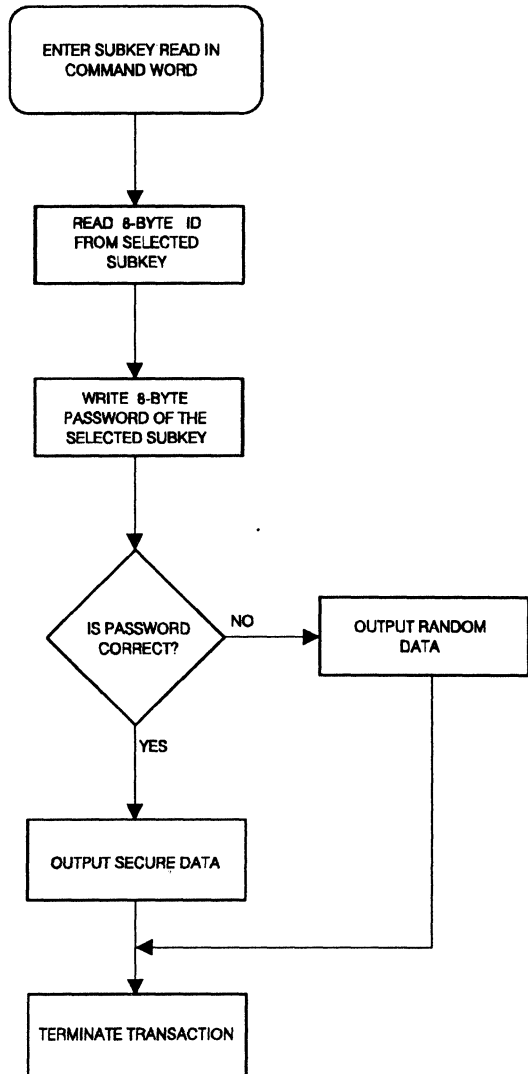 ENTER SUBKEY READ IN
COMMAND WORD
READ 8-BYTE ID
FROM SELECTED
SUBKEY
WRITE 8-BYTE
PASSWORD OF THE
SELECTED SUBKEY
IS PASSWORD
CORRECT?
NO
OUTPUT RANDOM
DATA
YES
OUTPUT SECURE DATA
TERMINATE TRANSACTION